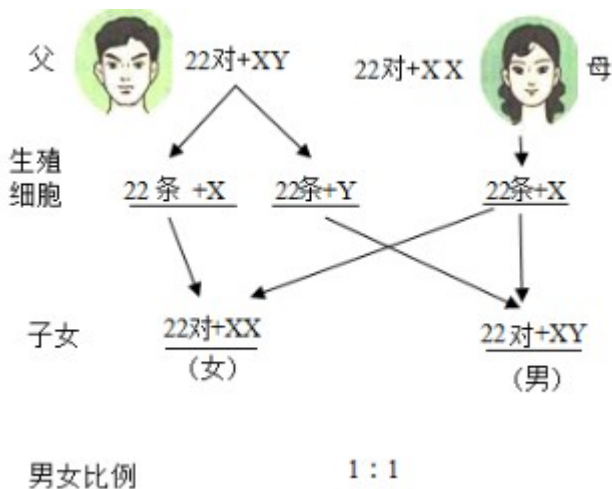 父 22对+XY 22对+XX 母
生殖
细胞 22条 +X 22条+Y 22条+X
子女 22对+XX 22对+XY
(女) (男)
男女比例 1：1